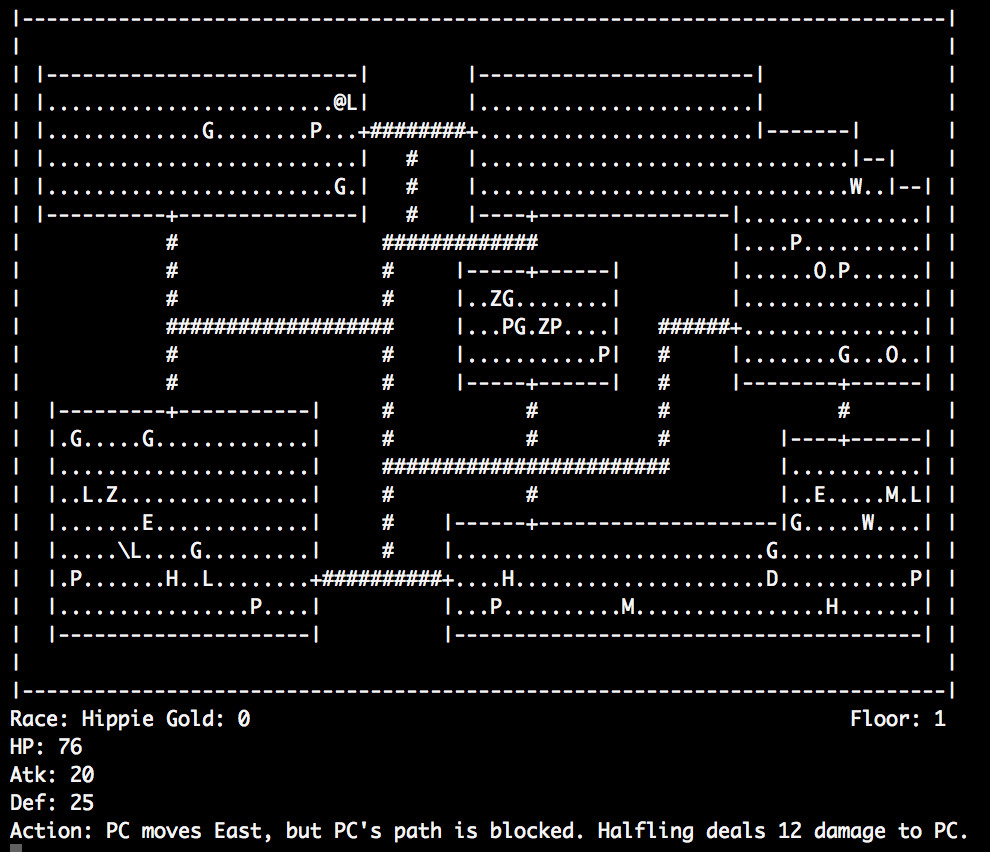 |-----------------------------------------------------------------------------|
|                                                                             |
| |--------------------------|        |-----------------------|               |
| |........................@L|        |.......................|               |
| |.............G........P...+########+.......................|-------|       |
| |..........................|   #    |...............................|--|    |
| |........................G.|   #    |...............................W..|--| |
| |----------+---------------|   #    |----+----------------|...............| |
|            #                 #############                |....P..........| |
|            #                 #     |-----+------|         |......O.P......| |
|            #                 #     |..ZG........|         |...............| |
|            ###################     |...PG.ZP....|   ######+...............| |
|            #                 #     |...........P|   #     |........G...O..| |
|            #                 #     |-----+------|   #     |--------+------| |
|  |---------+-----------|     #           #          #              #        |
|  |.G.....G.............|     #           #          #         |----+------| |
|  |.....................|     ########################         |...........| |
|  |..L.Z................|     #           #                    |..E.....M.L| |
|  |.......E.............|     #    |------+--------------------|G.....W....| |
|  |.....\L....G.........|     #    |..........................G............| |
|  |.P.......H..L........+##########+....H.....................D...........P| |
|  |................P....|          |...P..........M................H.......| |
|  |---------------------|          |---------------------------------------| |
|                                                                             |
|-----------------------------------------------------------------------------|
Race: Hippie Gold: 0                                                  Floor: 1
HP: 76
Atk: 20
Def: 25
Action: PC moves East, but PC's path is blocked. Halfling deals 12 damage to PC.